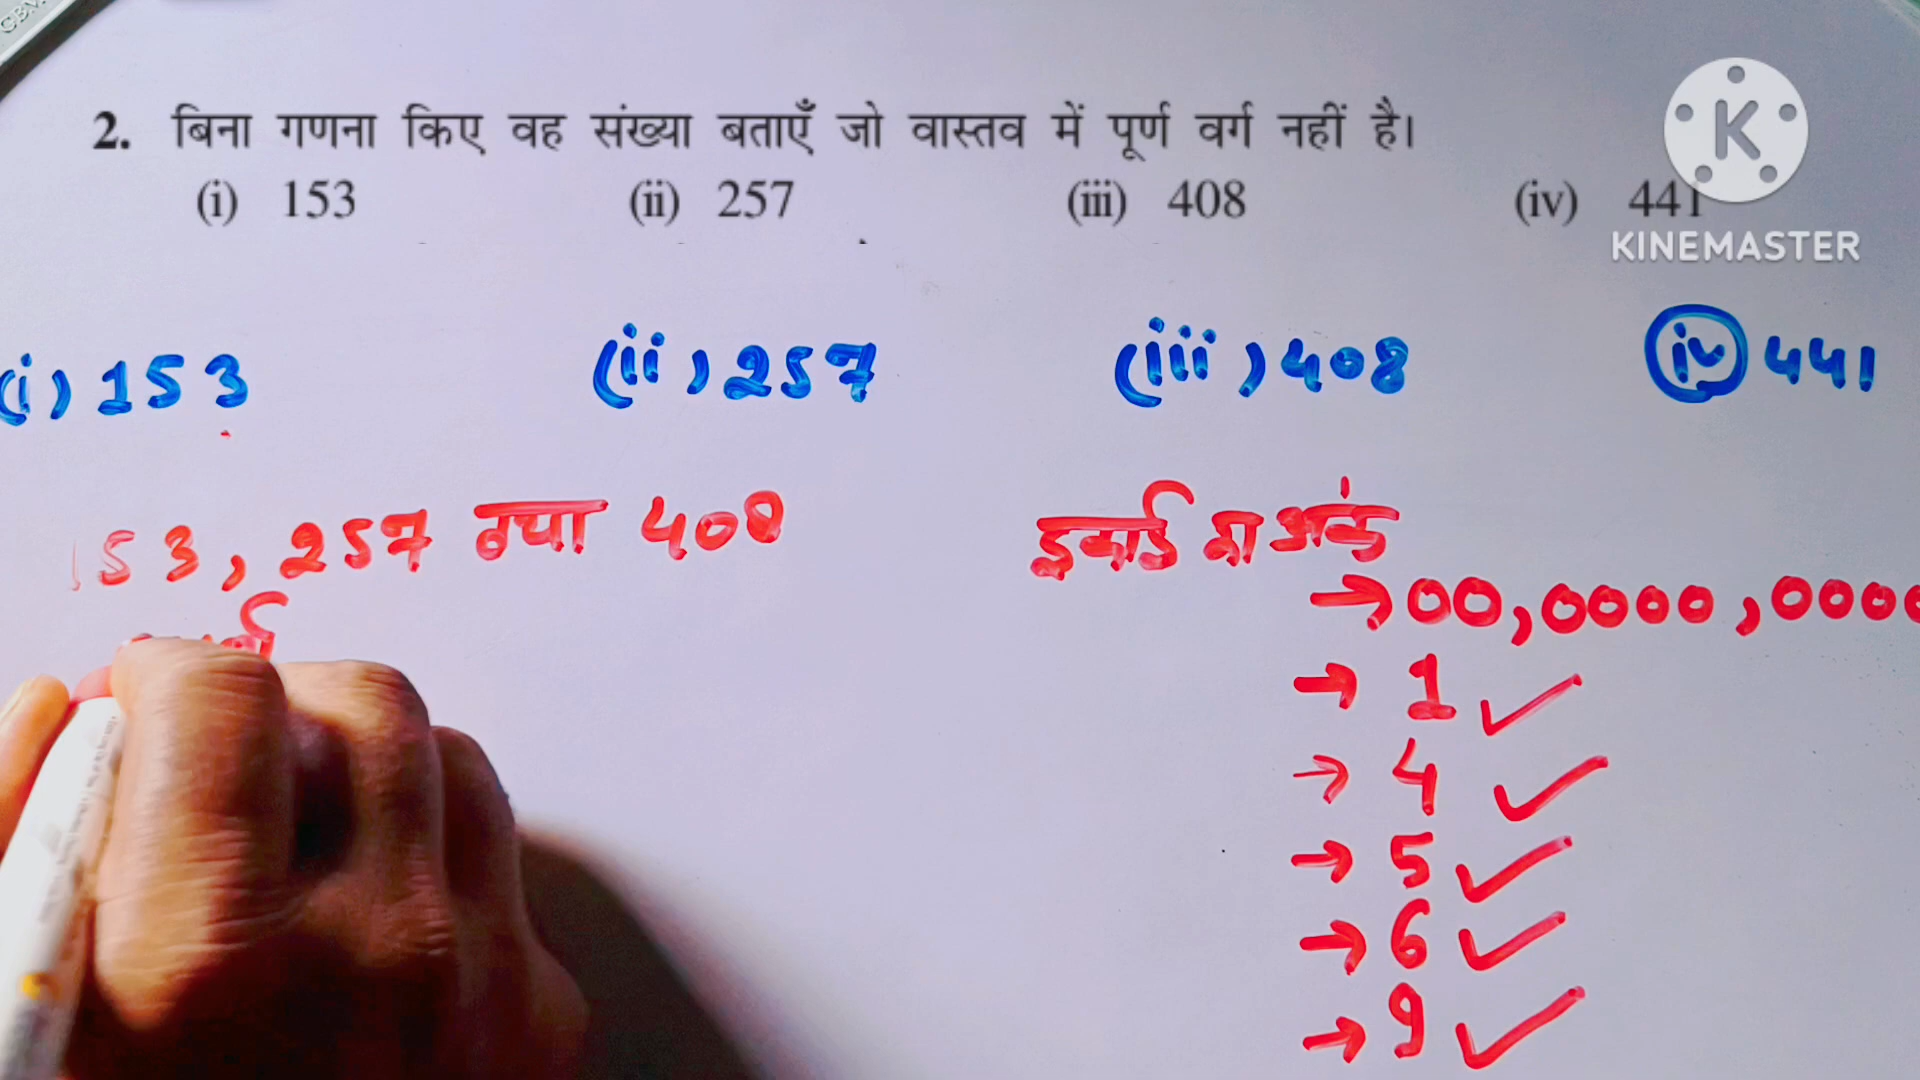 2. बिना गणना किए वह संख्या बताएँ जो वास्तव में पूर्ण वर्ग नहीं है।
(i) 153 (ii) 257 (iii) 408 (iv) 441
KINEMASTER
(i) 153 (ii) 257 (iii) 408 (iv) 441
153, 257 तथा 408
इकाई का अंक
→ 00, 0000, 0000
→ 1 ✓
→ 4 ✓
→ 5 ✓
→ 6 ✓
→ 9 ✓